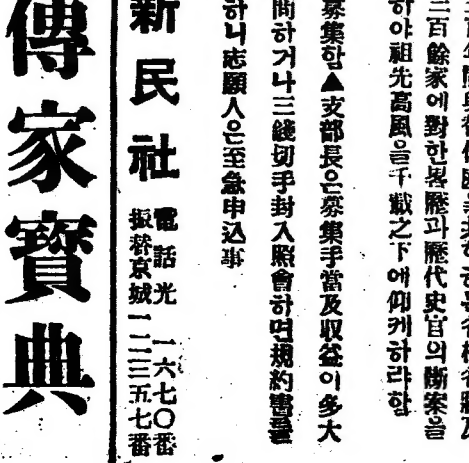 三百餘家에對한畧歷과歷代史官의斷案을
하야祖先高風을千載之下에仰케하랴함
募集함▲支部長은募集手當及収益이多大
問하거나三錢切手封入照會하면規約書를
하니志願人은至急申込事
新民社
電話光 一六七〇番
振替京城一二三五七番
傳家寶典